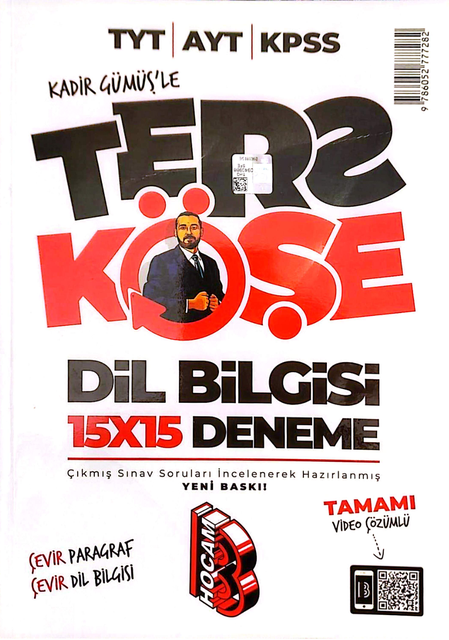 TYT | AYT | KPSS
KADİR GÜMÜŞ'LE
TERS
KÖŞE
DİL BİLGİSİ
15X15 DENEME
Çıkmış Sınav Soruları İncelenerek Hazırlanmış
YENİ BASKI!
ÇEVİR PARAGRAF
ÇEVİR DİL BİLGİSİ
B HOCAM
TAMAMI
VİDEO ÇÖZÜMLÜ
9 786052 777282